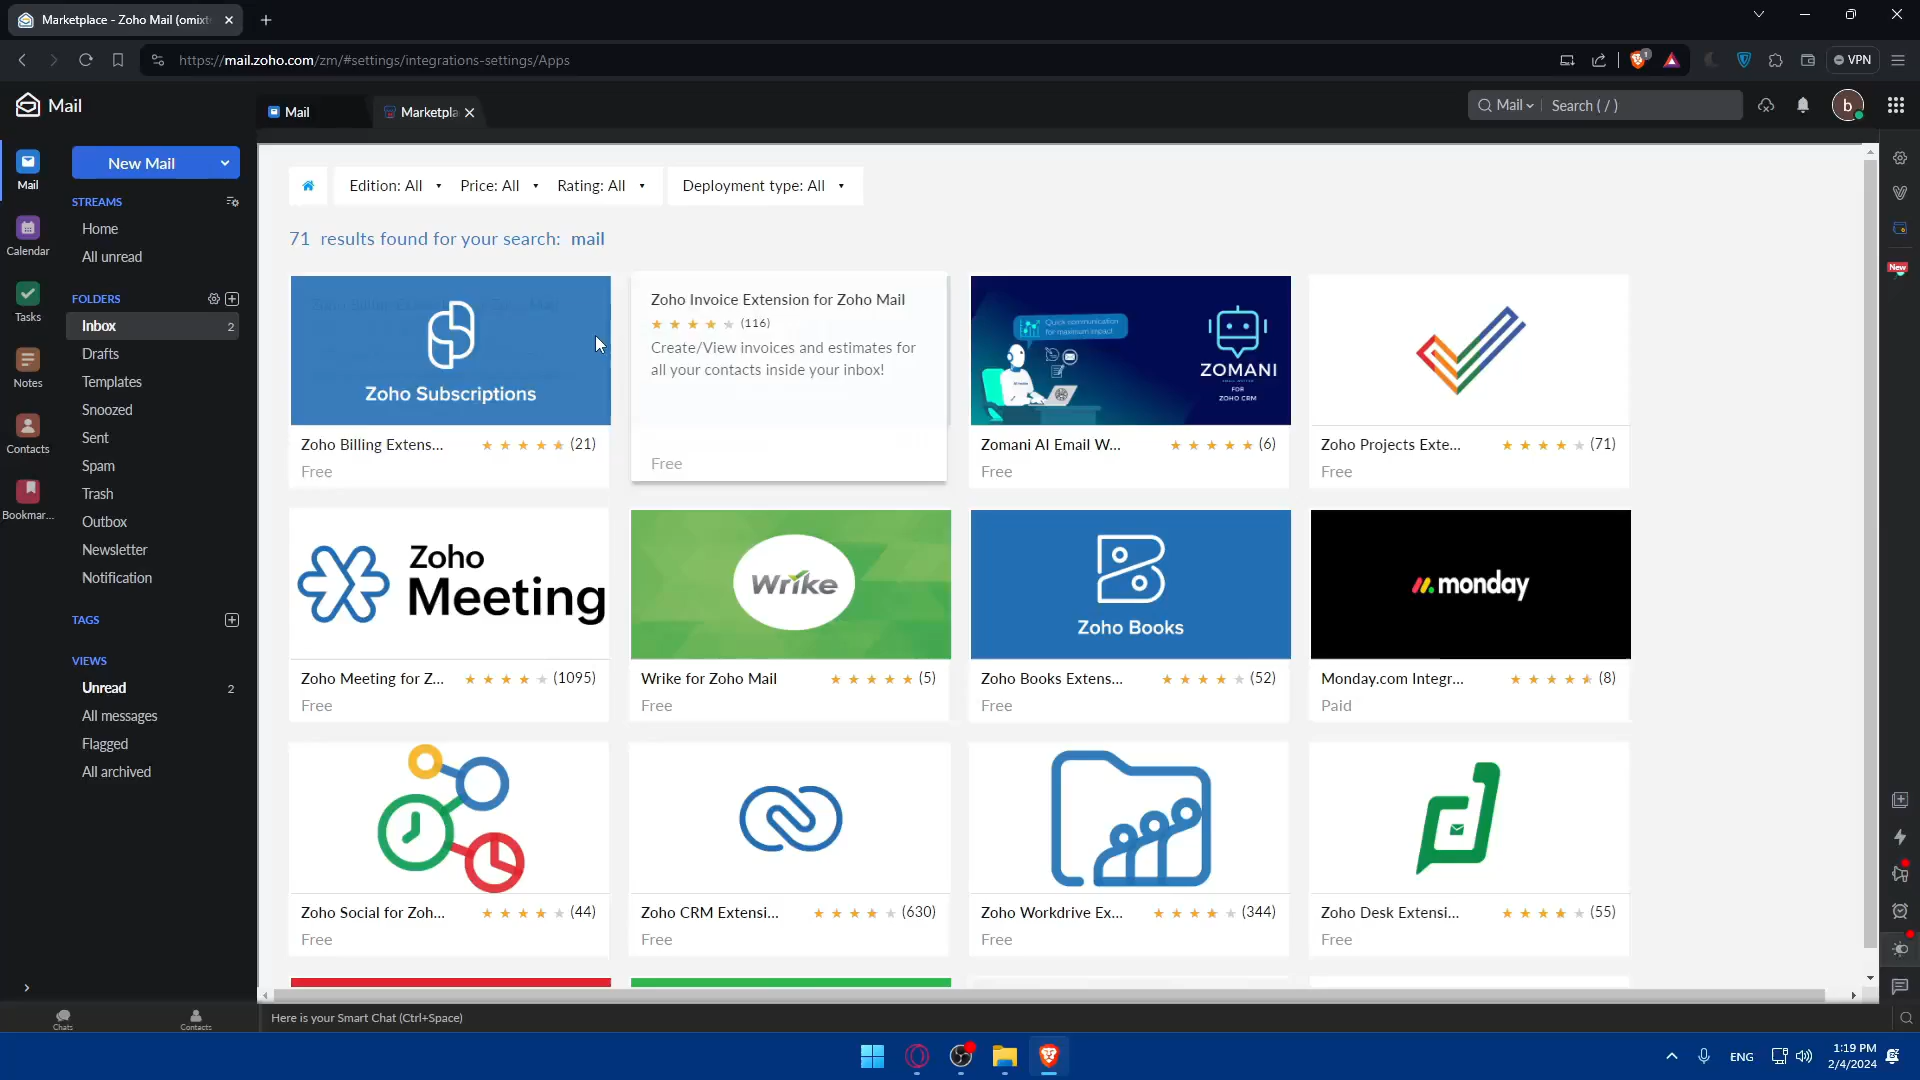 Marketplace - Zoho Mail (omixt
https://mail.zoho.com/zm/#settings/integrations-settings/Apps
1
VPN
Mail
Mail
Marketpla
Mail
Search ( / )
b
Mail
Calendar
Tasks
Notes
Contacts
Bookmar...
New Mail
STREAMS
Home
All unread
FOLDERS
Inbox 2
Drafts
Templates
Snoozed
Sent
Spam
Trash
Outbox
Newsletter
Notification
TAGS
VIEWS
Unread 2
All messages
Flagged
All archived
Edition: All Price: All Rating: All Deployment type: All
71 results found for your search: mail
Zoho Subscriptions
Zoho Billing Extens... (21)
Free
Zoho Invoice Extension for Zoho Mail
(116)
Create/View invoices and estimates for
all your contacts inside your inbox!
Free
Quick communication
for maximum impact
ZOMANI
FOR
ZOHO CRM
Zomani AI Email W... (6)
Free
Zoho Projects Exte... (71)
Free
Zoho
Meeting
Zoho Meeting for Z... (1095)
Free
Wrike
Wrike for Zoho Mail (5)
Free
Zoho Books
Zoho Books Extens... (52)
Free
monday
Monday.com Integr... (8)
Paid
Zoho Social for Zoh... (44)
Free
Zoho CRM Extensi... (630)
Free
Zoho Workdrive Ex... (344)
Free
Zoho Desk Extensi... (55)
Free
New
Chats
Contacts
Here is your Smart Chat (Ctrl+Space)
ENG
1:19 PM
2/4/2024